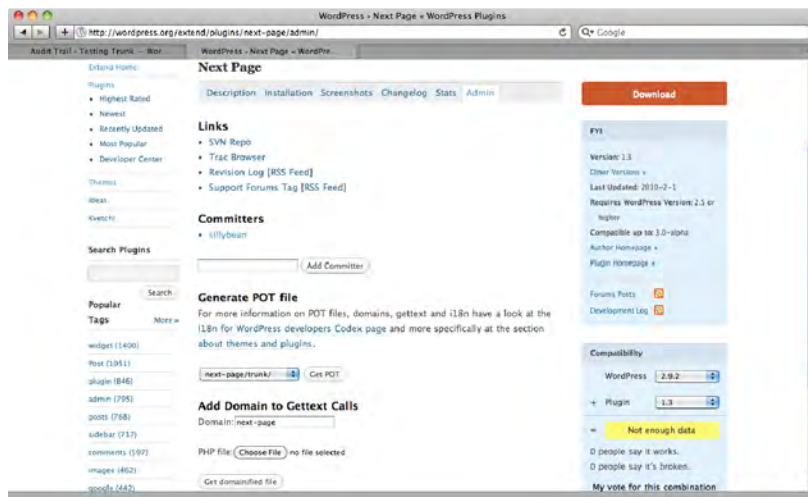 WordPress › Next Page « WordPress Plugins
http://wordpress.org/extend/plugins/next-page/admin/
Google
Audit Trail - Testing Trunk — Wor...
WordPress › Next Page « WordPre...
Extend Home
Plugins
• Highest Rated
• Newest
• Recently Updated
• Most Popular
• Developer Center
Themes
Ideas
Kvetch!
Search Plugins
Search
Popular
Tags
More »
widget (1400)
Post (1051)
plugin (846)
admin (795)
posts (768)
sidebar (717)
comments (597)
images (462)
google (442)
Next Page
Description Installation Screenshots Changelog Stats Admin
Links
• SVN Repo
• Trac Browser
• Revision Log [RSS Feed]
• Support Forums Tag [RSS Feed]
Committers
• sillybean
Add Committer
Generate POT file
For more information on POT files, domains, gettext and i18n have a look at the
I18n for WordPress developers Codex page and more specifically at the section
about themes and plugins.
next-page/trunk/ Get POT
Add Domain to Gettext Calls
Domain: next-page
PHP file: Choose File no file selected
Get domainified file
Download
FYI
Version: 1.3
Other Versions »
Last Updated: 2010-2-1
Requires WordPress Version: 2.5 or
higher
Compatible up to: 3.0-alpha
Author Homepage »
Plugin Homepage »
Forums Posts
Development Log
Compatibility
WordPress 2.9.2
+ Plugin 1.3
= Not enough data
0 people say it works.
0 people say it's broken.
My vote for this combination